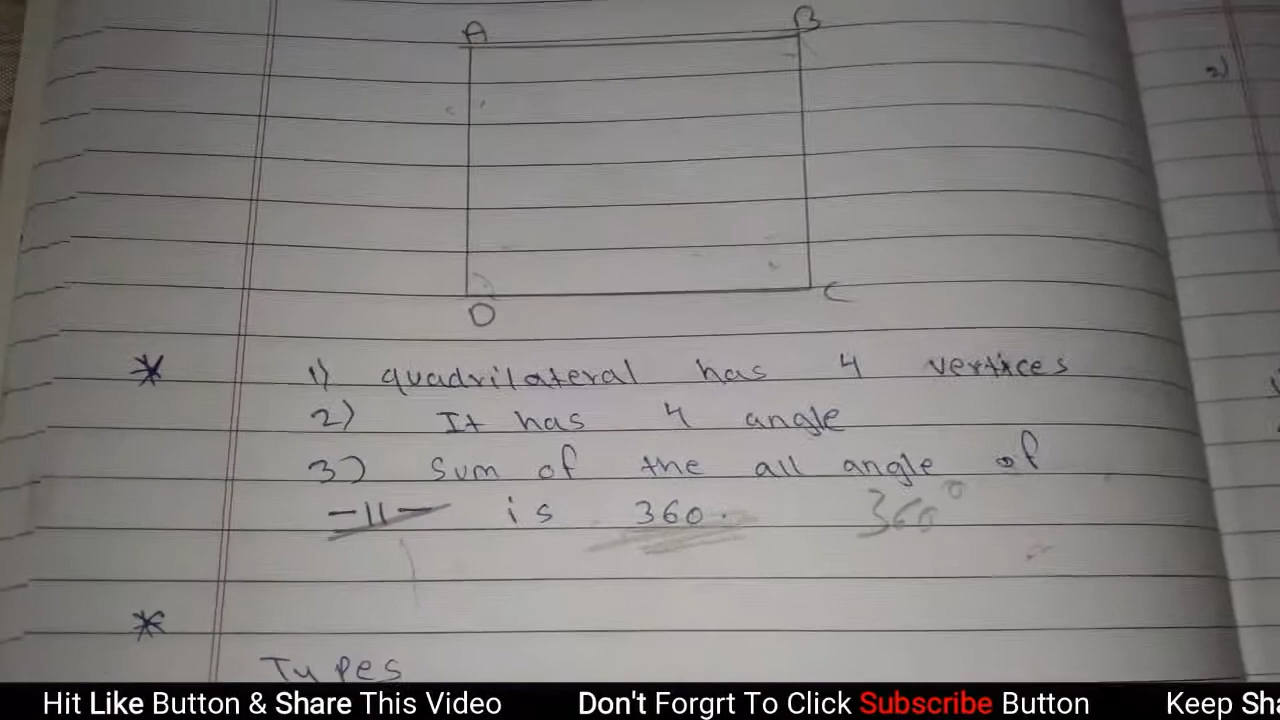 A B
2)
D C
* 1) quadrilateral has 4 vertices
2) It has 4 angle
3) Sum of the all angle of
-11- is 360. 360°
*
Types
Hit Like Button & Share This Video Don't Forgrt To Click Subscribe Button Keep Sha